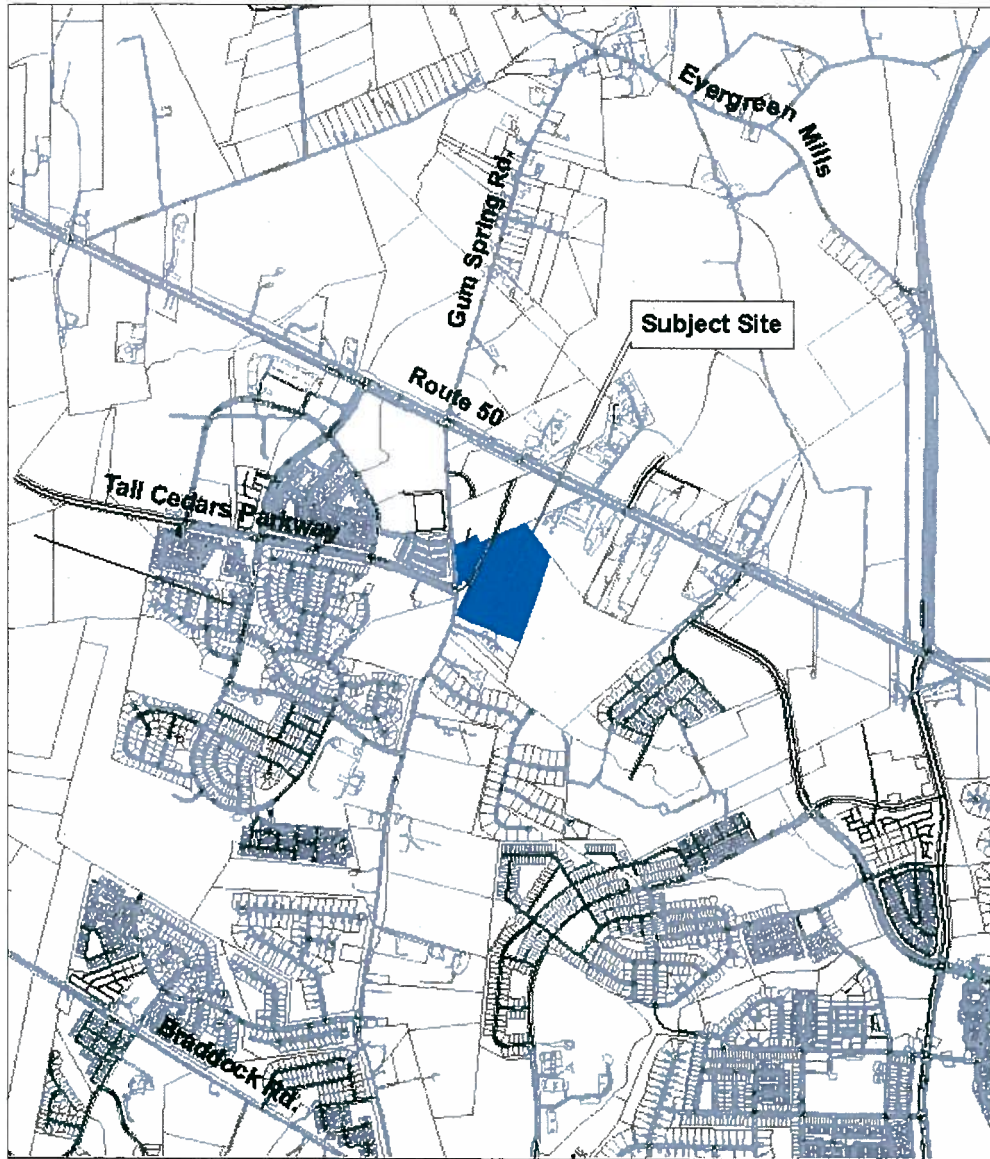 Evergreen Mills
Gum Spring Rd.
Subject Site
Route 50
Tall Cedars Parkway
Braddock Rd.